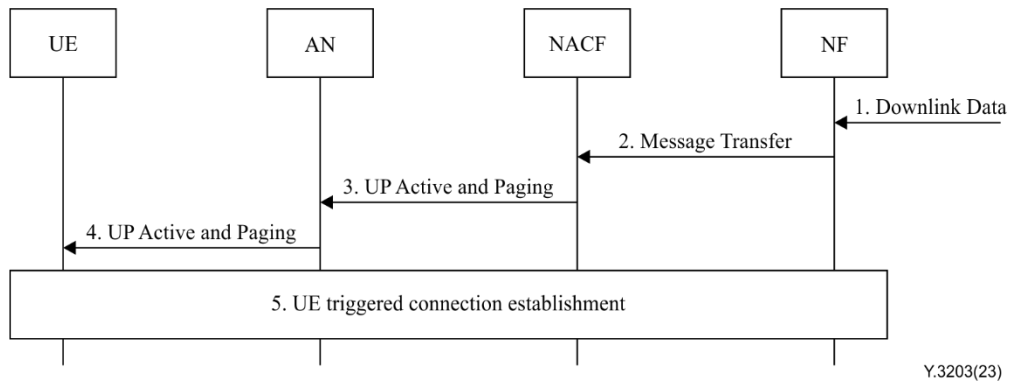 UE
AN
NACF
NF
1. Downlink Data
2. Message Transfer
3. UP Active and Paging
4. UP Active and Paging
5. UE triggered connection establishment
Y.3203(23)